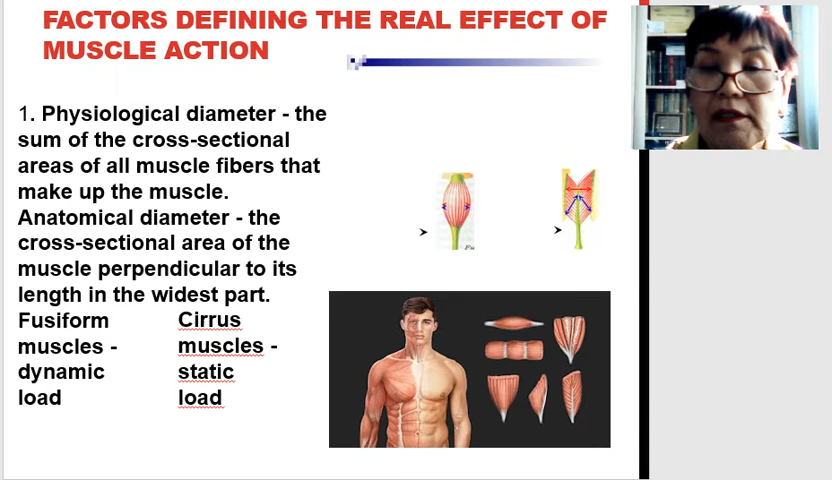 FACTORS DEFINING THE REAL EFFECT OF
MUSCLE ACTION
1. Physiological diameter - the
sum of the cross-sectional
areas of all muscle fibers that
make up the muscle.
Anatomical diameter - the
cross-sectional area of the
muscle perpendicular to its
length in the widest part.
Fusiform
muscles -
dynamic
load
Cirrus
muscles -
static
load